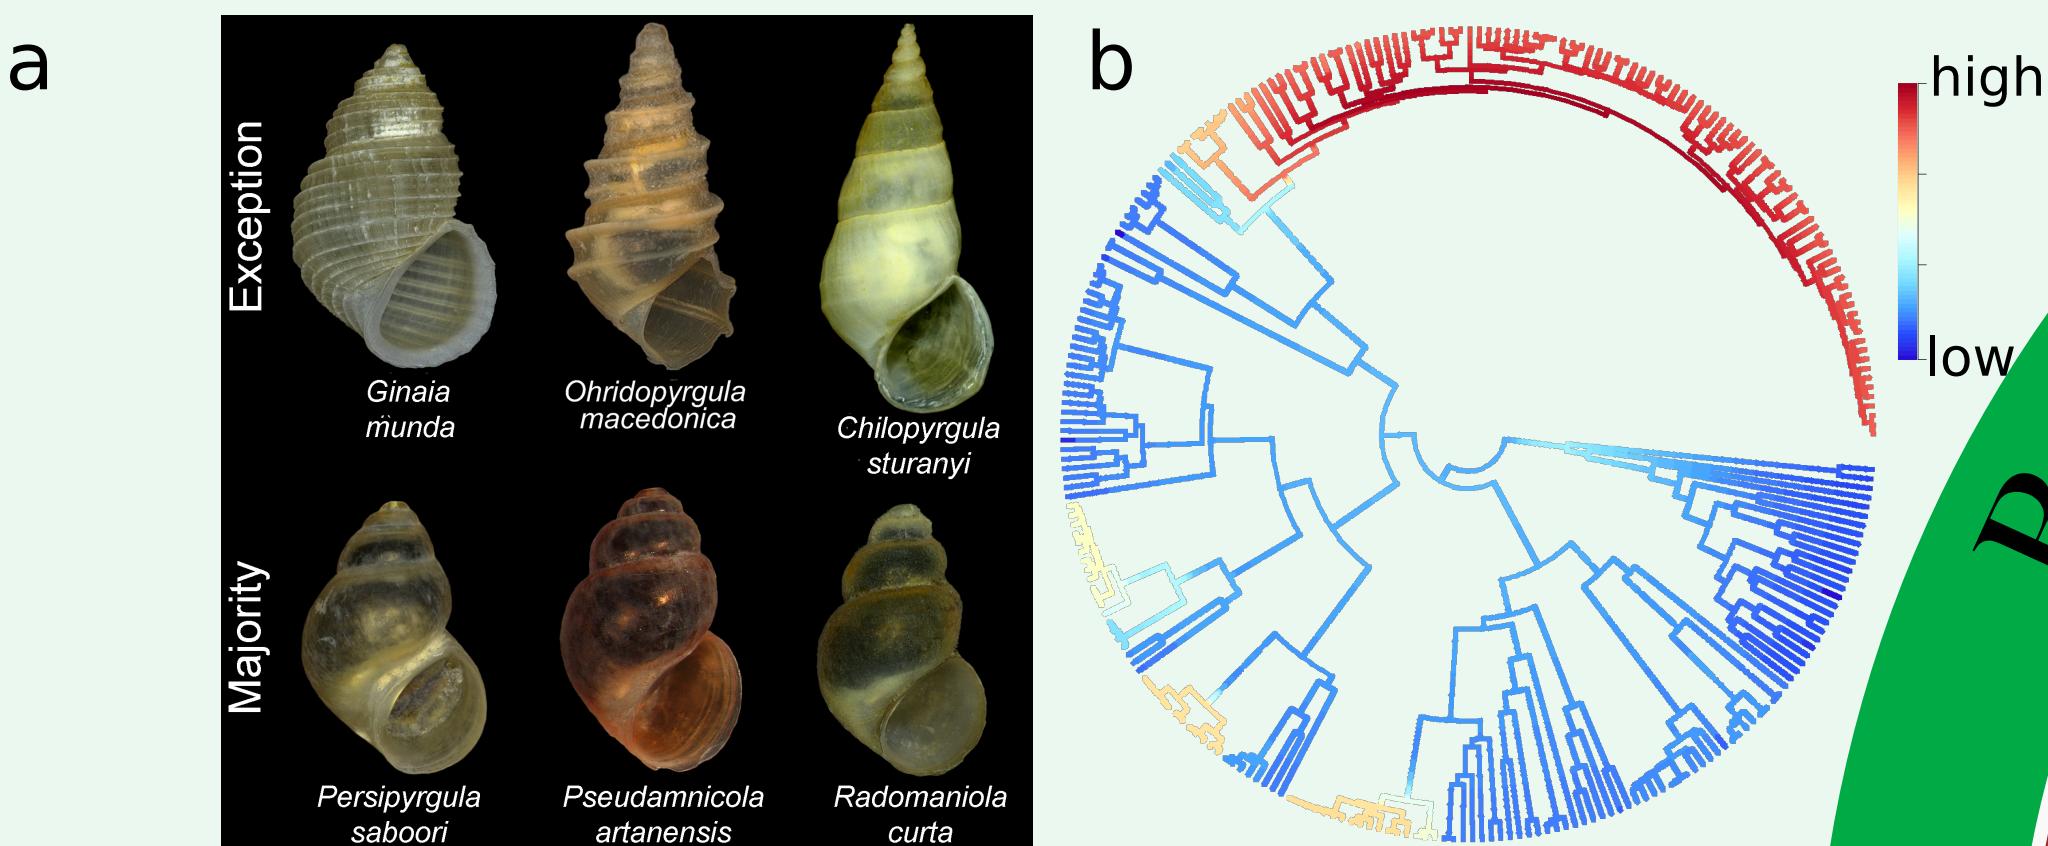 a
Exception
Ginaia
munda
Ohridopyrgula
macedonica
Chilopyrgula
sturanyi
Majority
Persipyrgula
saboori
Pseudamnicola
artanensis
Radomaniola
curta
b
high
low